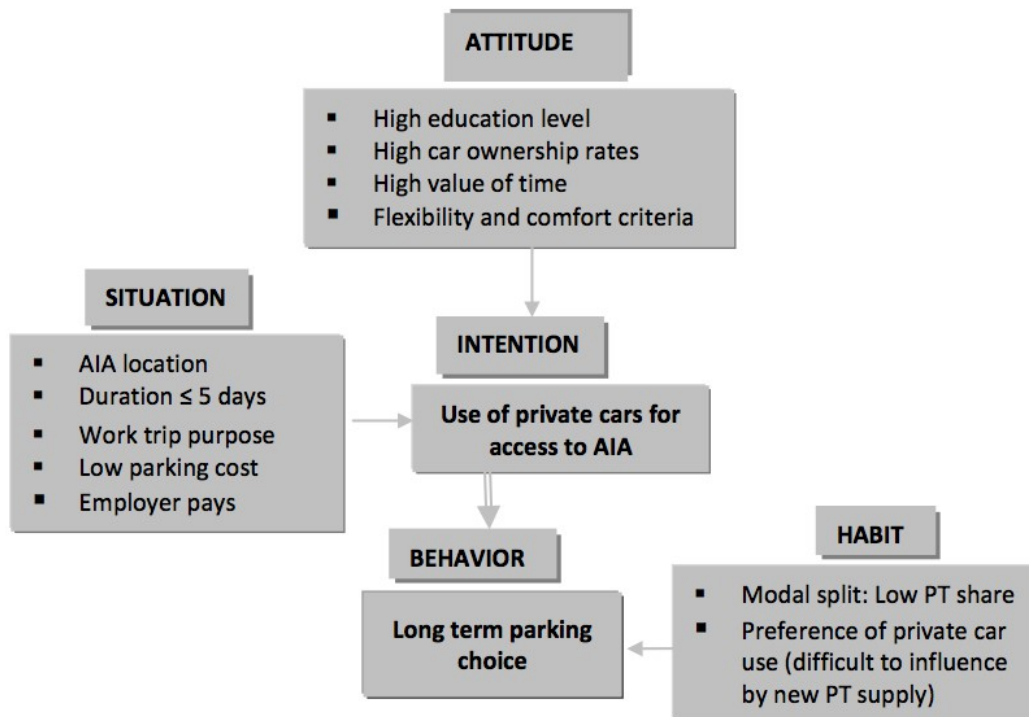 ATTITUDE
▪ High education level
▪ High car ownership rates
▪ High value of time
▪ Flexibility and comfort criteria
SITUATION
▪ AIA location
▪ Duration ≤ 5 days
▪ Work trip purpose
▪ Low parking cost
▪ Employer pays
INTENTION
Use of private cars for
access to AIA
BEHAVIOR
Long term parking
choice
HABIT
▪ Modal split: Low PT share
▪ Preference of private car
use (difficult to influence
by new PT supply)